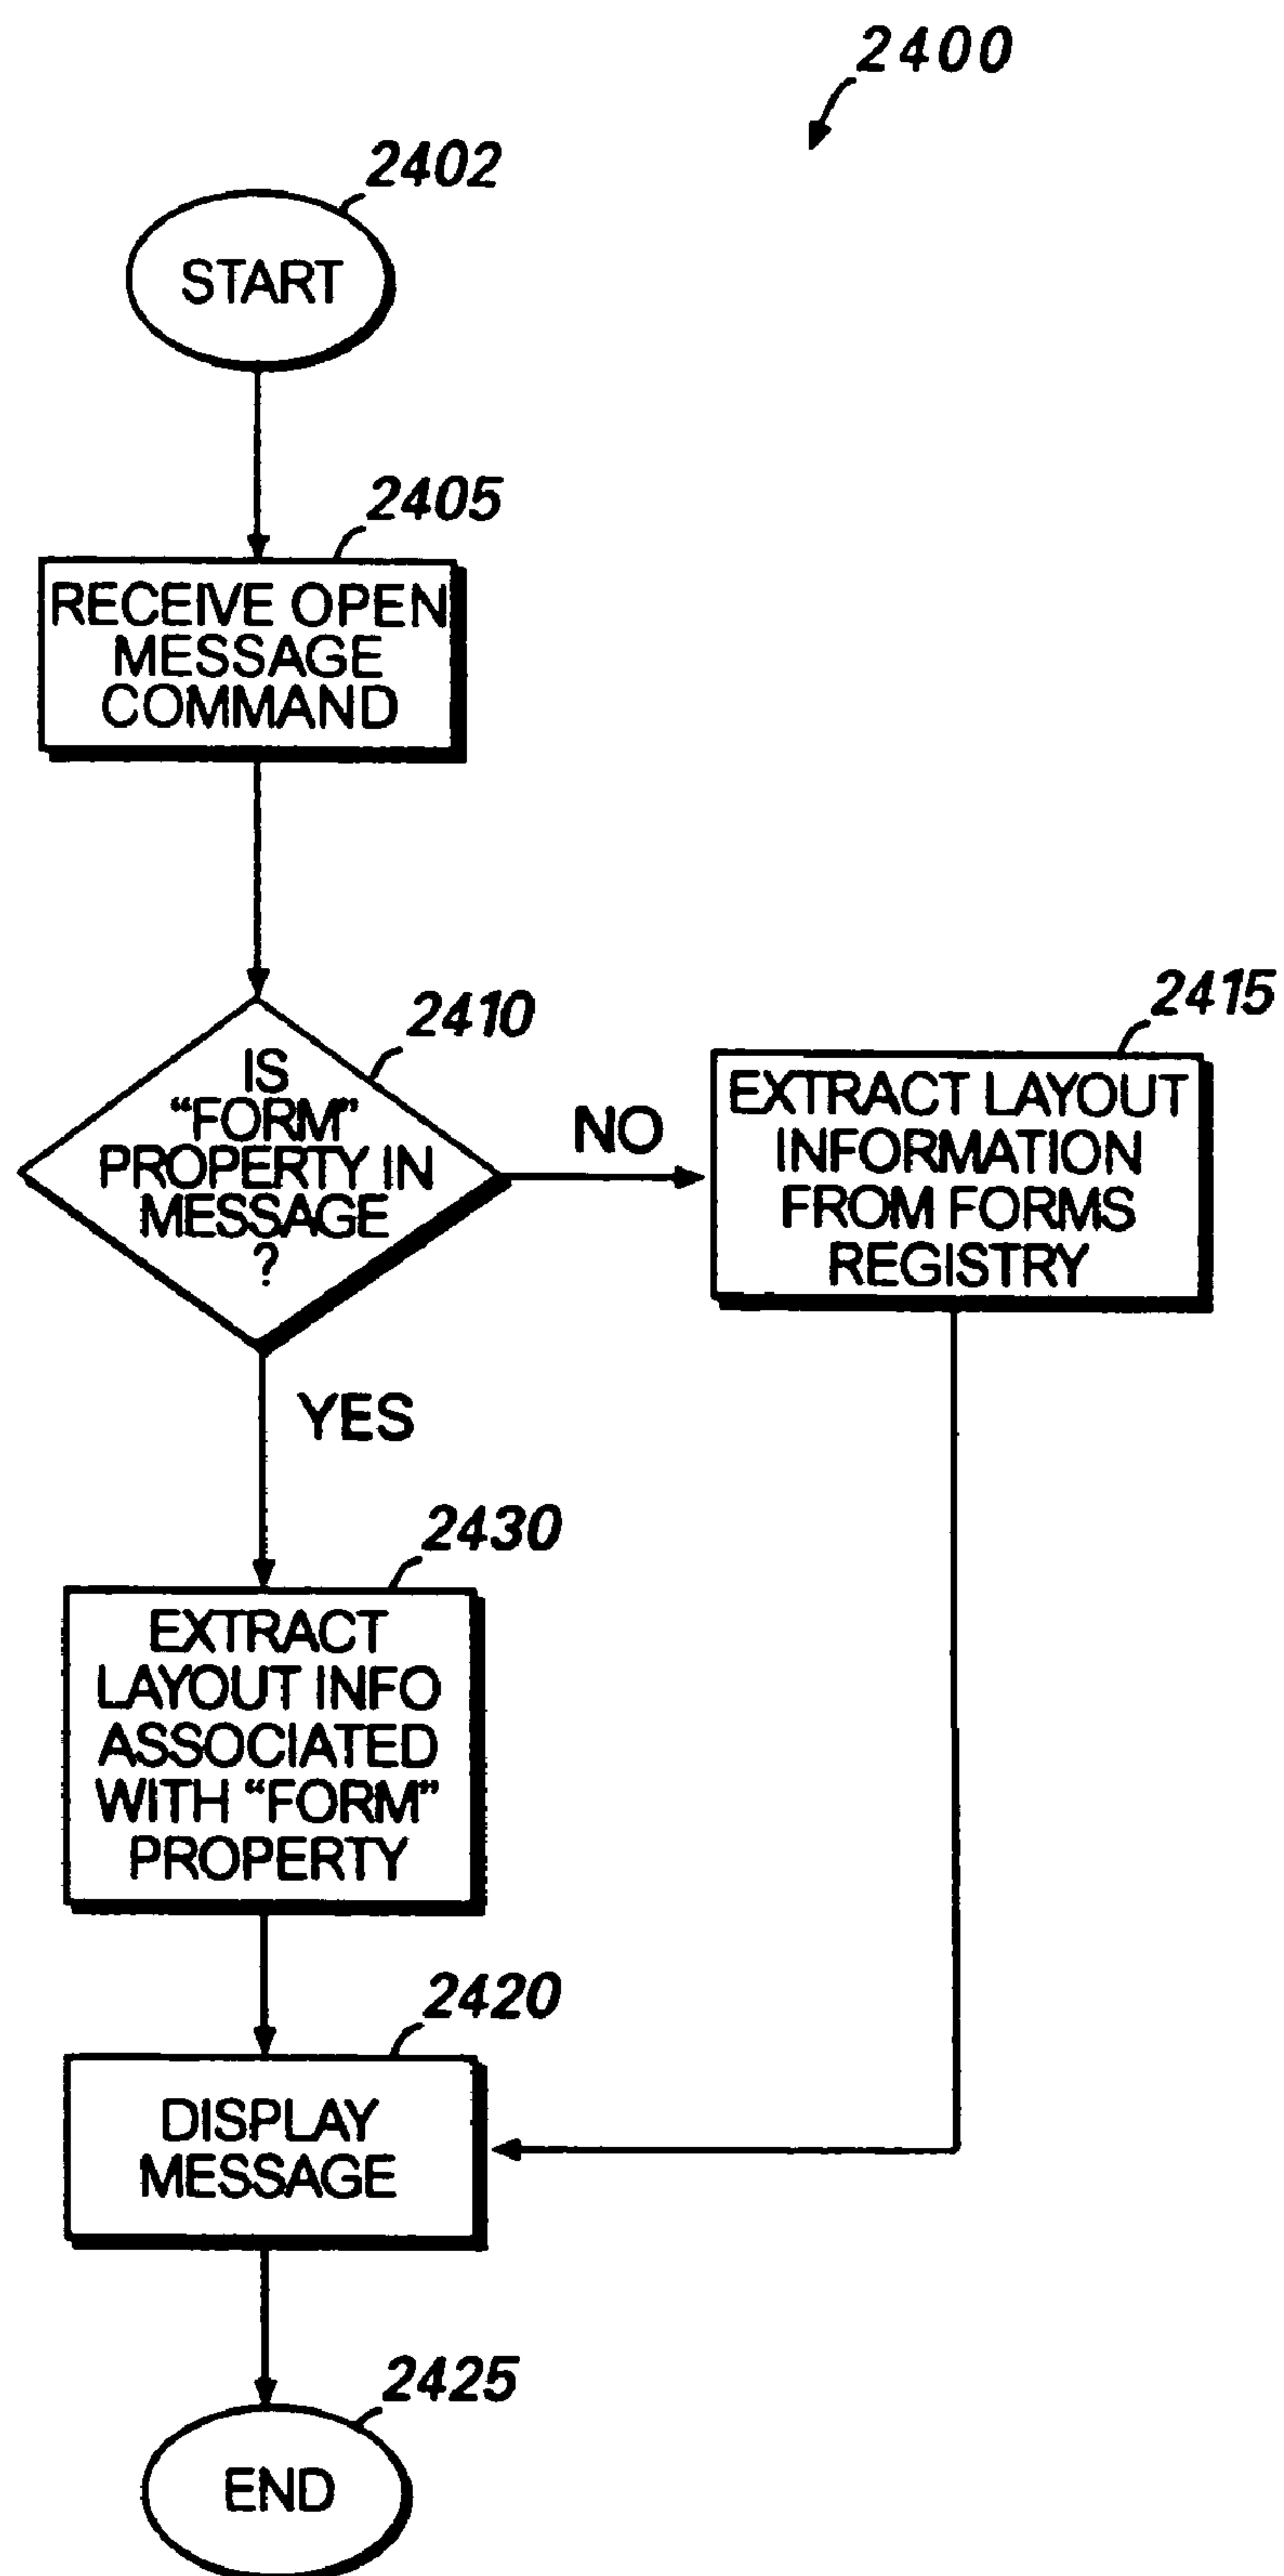 2400
2402
START
2405
RECEIVE OPEN
MESSAGE
COMMAND
2410
IS
“FORM”
PROPERTY IN
MESSAGE
?
NO
2415
EXTRACT LAYOUT
INFORMATION
FROM FORMS
REGISTRY
YES
2430
EXTRACT
LAYOUT INFO
ASSOCIATED
WITH “FORM”
PROPERTY
2420
DISPLAY
MESSAGE
2425
END